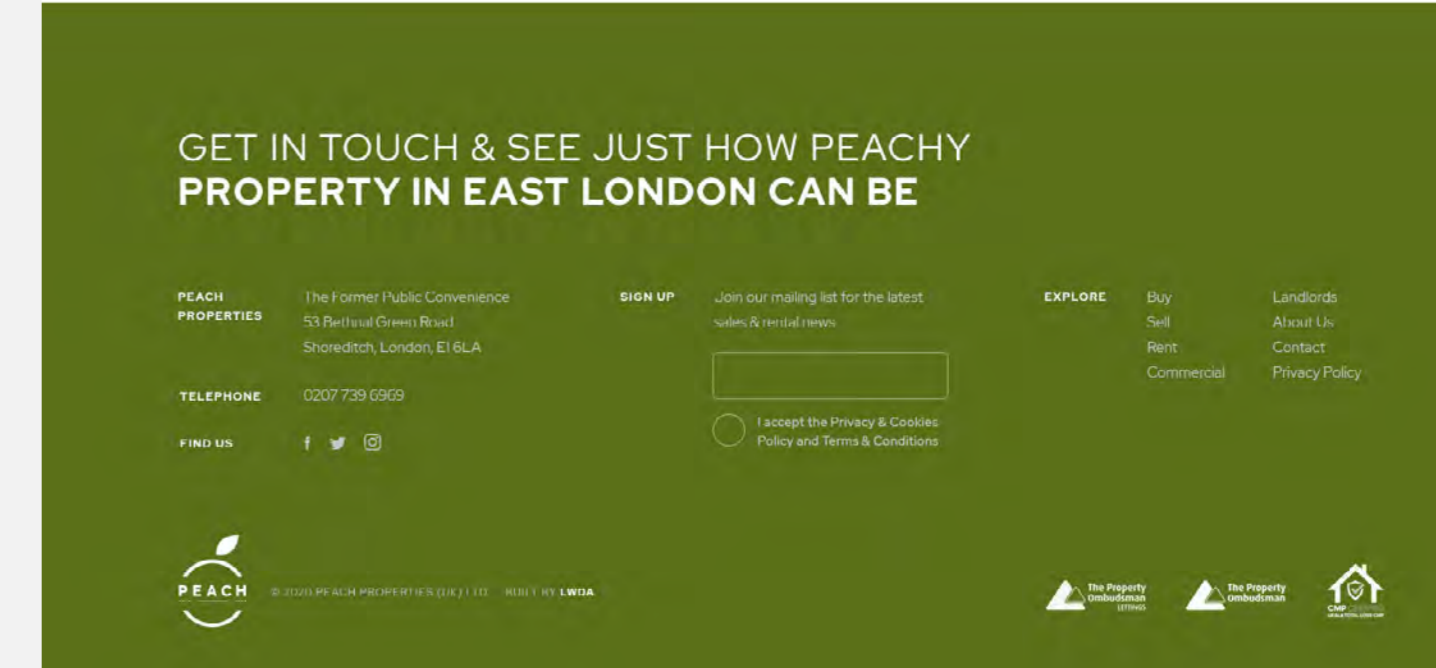 GET IN TOUCH & SEE JUST HOW PEACHY
PROPERTY IN EAST LONDON CAN BE
PEACH
PROPERTIES
The Former Public Convenience
53 Bethnal Green Road
Shoreditch, London, E1 6LA
TELEPHONE
0207 739 6969
FIND US
SIGN UP
Join our mailing list for the latest
sales & rental news
I accept the Privacy & Cookies
Policy and Terms & Conditions
EXPLORE
Buy
Sell
Rent
Commercial
Landlords
About Us
Contact
Privacy Policy
PEACH
© 2020 PEACH PROPERTIES (UK) LTD BUILT BY LWDA
The Property
Ombudsman
LETTINGS
The Property
Ombudsman
CMP